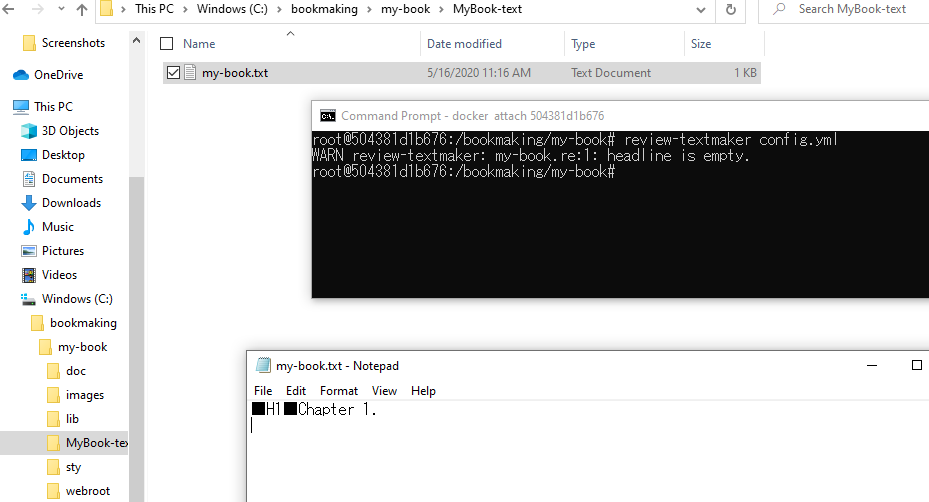 This PC > Windows (C:) > bookmaking > my-book > MyBook-text
Search MyBook-text
Screenshots
OneDrive
This PC
3D Objects
Desktop
Documents
Downloads
Music
Pictures
Videos
Windows (C:)
bookmaking
my-book
doc
images
lib
MyBook-tex
sty
webroot
Name Date modified Type Size
my-book.txt 5/16/2020 11:16 AM Text Document 1 KB
Command Prompt - docker attach 504381d1b676
root@504381d1b676:/bookmaking/my-book# review-textmaker config.yml
WARN review-textmaker: my-book.re:1: headline is empty.
root@504381d1b676:/bookmaking/my-book#
my-book.txt - Notepad
File Edit Format View Help
■H1■Chapter 1.